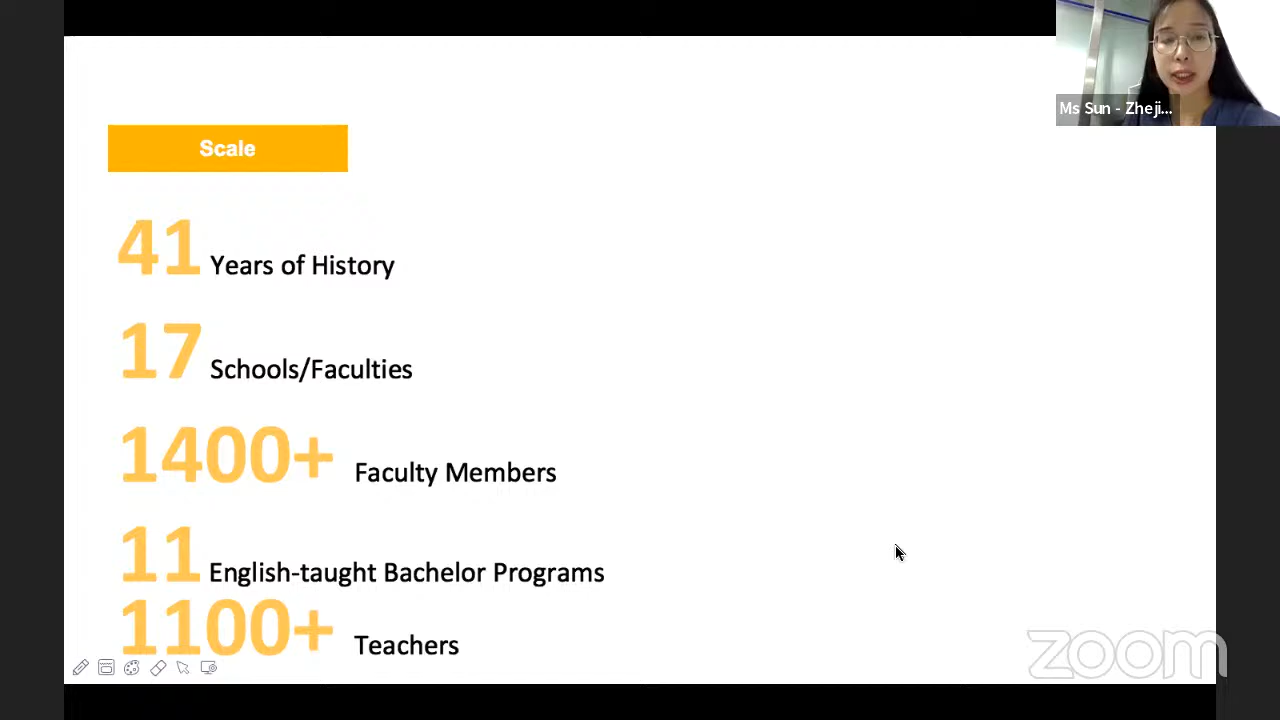 Ms Sun - Zheji...
Scale
41 Years of History
17 Schools/Faculties
1400+ Faculty Members
11 English-taught Bachelor Programs
1100+ Teachers
zoom